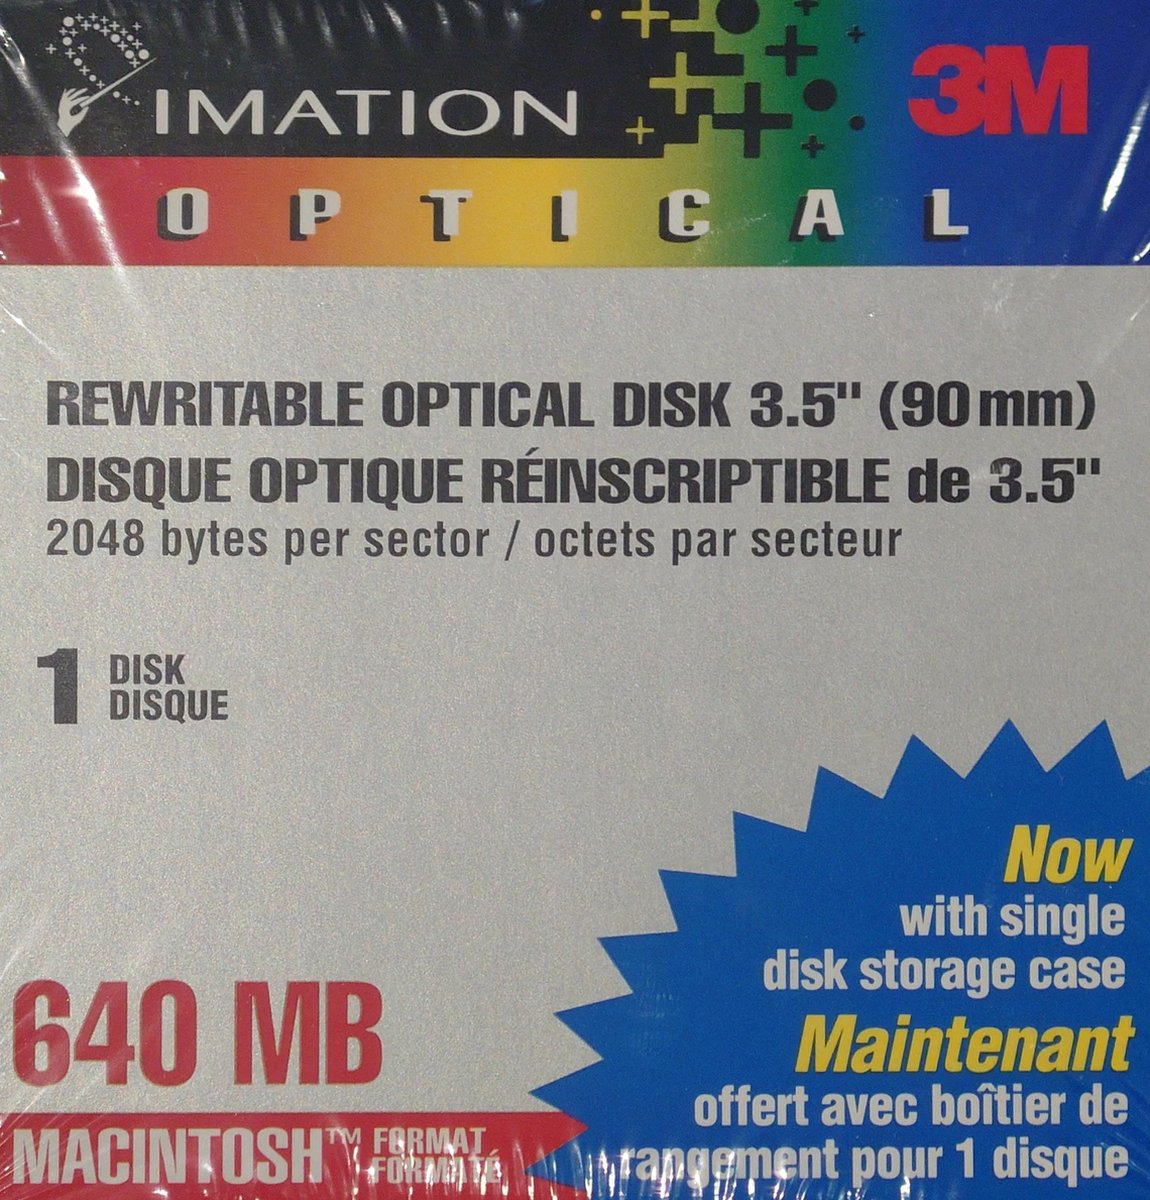 IMATION
3M
OPTICAL
REWRITABLE OPTICAL DISK 3.5" (90 mm)
DISQUE OPTIQUE RÉINSCRIPTIBLE de 3.5"
2048 bytes per sector / octets par secteur
1 DISK
DISQUE
Now
with single
disk storage case
Maintenant
offert avec boîtier de
rangement pour 1 disque
640 MB
MACINTOSH™ FORMAT
FORMATÉ